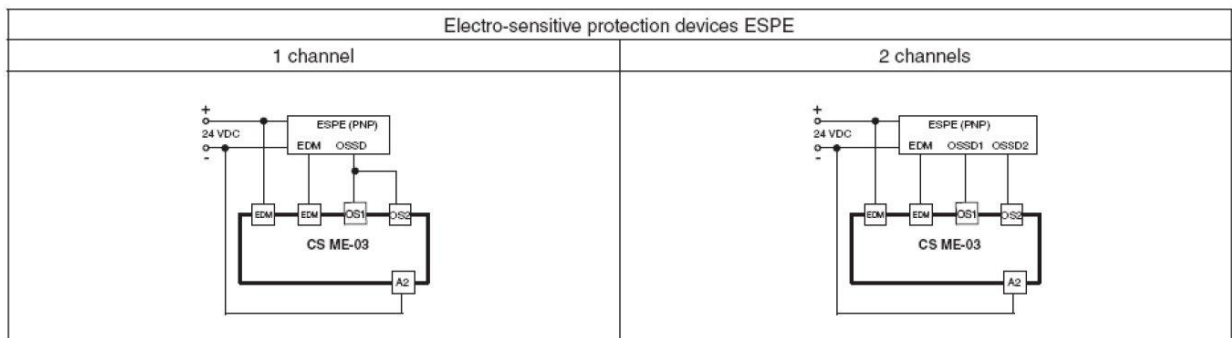 Electro-sensitive protection devices ESPE
1 channel
2 channels
+
24 VDC
-
ESPE (PNP)
EDM OSSD
EDM EDM OS1 OS2
CS ME-03
A2
+
24 VDC
-
ESPE (PNP)
EDM OSSD1 OSSD2
EDM EDM OS1 OS2
CS ME-03
A2